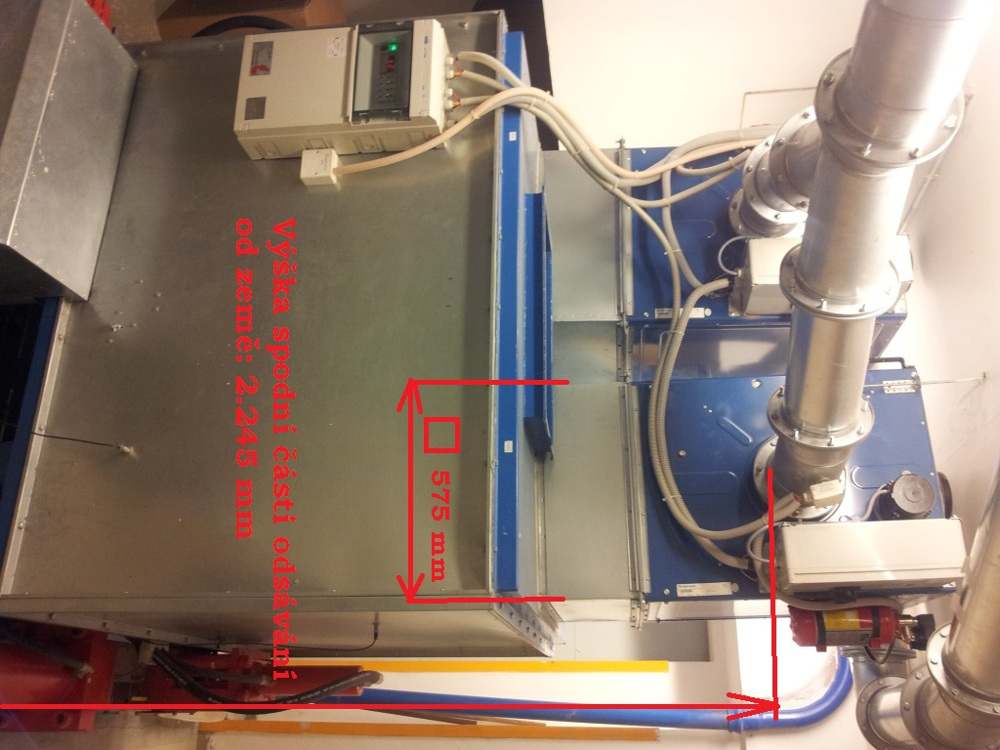 Výška spodní části odsávání
od země: 2.245 mm
575 mm